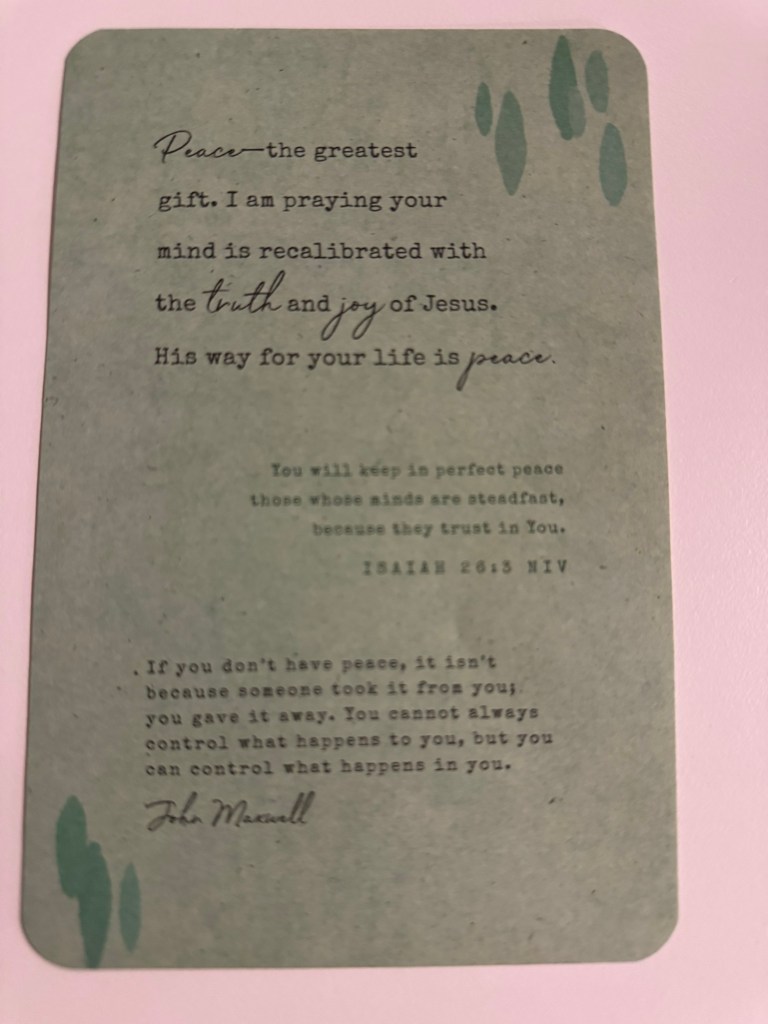 Peace—the greatest
gift. I am praying your
mind is recalibrated with
the truth and joy of Jesus.
His way for your life is peace.
You will keep in perfect peace
those whose minds are steadfast,
because they trust in You.
ISAIAH 26:3 NIV
If you don't have peace, it isn't
because someone took it from you;
you gave it away. You cannot always
control what happens to you, but you
can control what happens in you.
John Maxwell